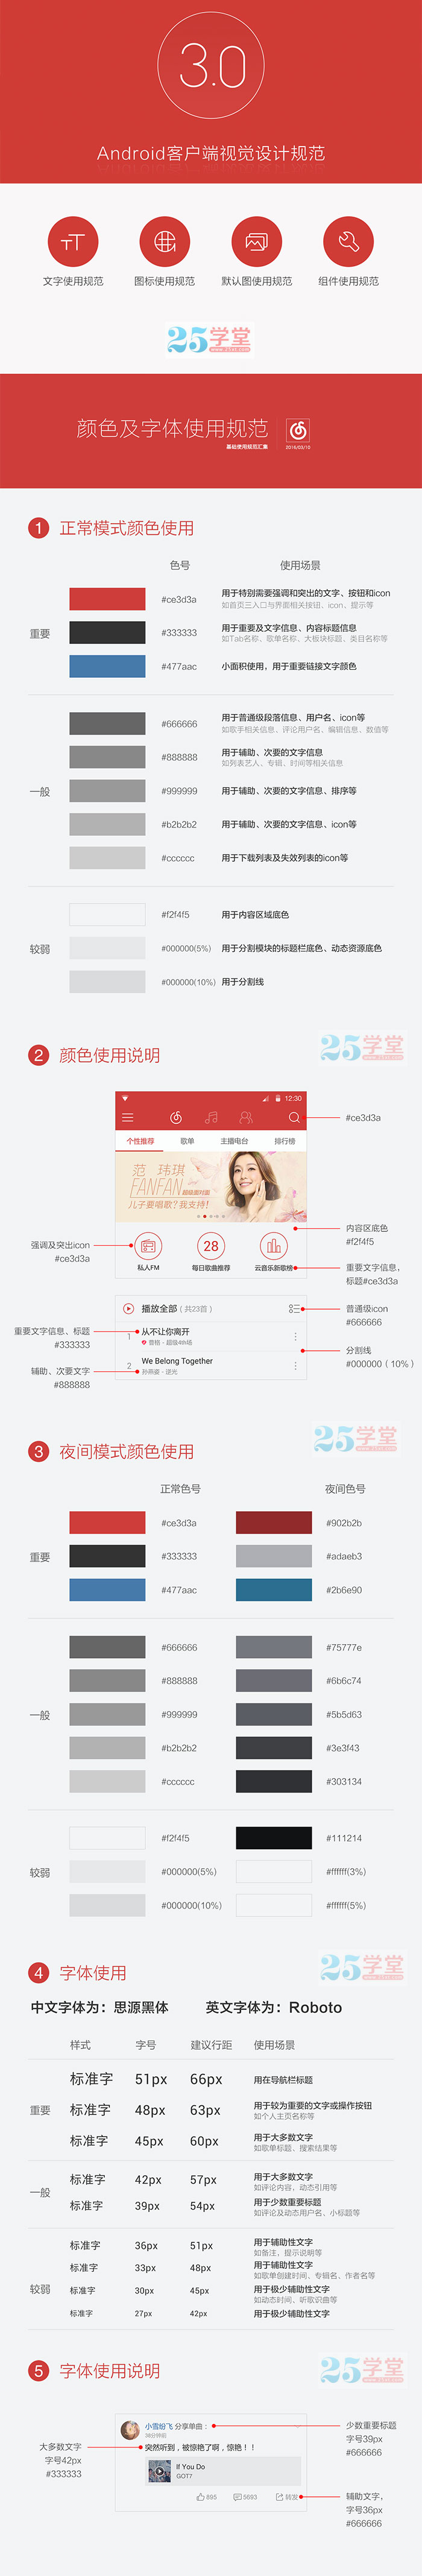 3.0
Android客户端视觉设计规范
文字使用规范 图标使用规范 默认图使用规范 组件使用规范
25学堂
颜色及字体使用规范
基础使用规范汇集 2016/03/10
1 正常模式颜色使用
色号 使用场景
重要
#ce3d3a 用于特别需要强调和突出的文字、按钮和icon
如首页三入口与界面相关按钮、icon、提示等
#333333 用于重要及文字信息、内容标题信息
如Tab名称、歌单名称、大板块标题、类目名称等
#477aac 小面积使用，用于重要链接文字颜色
一般
#666666 用于普通级段落信息、用户名、icon等
如歌手相关信息、评论用户名、编辑信息、数值等
#888888 用于辅助、次要的文字信息
如列表艺人、专辑、时间等相关信息
#999999 用于辅助、次要的文字信息、排序等
#b2b2b2 用于辅助、次要的文字信息、icon等
#cccccc 用于下载列表及失效列表的icon等
较弱
#f2f4f5 用于内容区域底色
#000000(5%) 用于分割模块的标题栏底色、动态资源底色
#000000(10%) 用于分割线
25学堂
2 颜色使用说明
12:30
#ce3d3a
个性推荐 歌单 主播电台 排行榜
范 玮琪
FANFAN 超级面对面
儿子要唱歌?我支持!
内容区底色
#f2f4f5
强调及突出icon
#ce3d3a
28
私人FM 每日歌曲推荐 云音乐新歌榜
重要文字信息，
标题#ce3d3a
播放全部（共23首）
普通级icon
#666666
重要文字信息、标题
#333333
1 从不让你离开
曹格 - 超级4th场
分割线
#000000（10%）
辅助、次要文字
#888888
2 We Belong Together
孙燕姿 - 逆光
25学堂
3 夜间模式颜色使用
正常色号 夜间色号
重要
#ce3d3a #902b2b
#333333 #adaeb3
#477aac #2b6e90
一般
#666666 #75777e
#888888 #6b6c74
#999999 #5b5d63
#b2b2b2 #3e3f43
#cccccc #303134
较弱
#f2f4f5 #111214
#000000(5%) #ffffff(3%)
#000000(10%) #ffffff(5%)
25学堂
4 字体使用
中文字体为：思源黑体 英文字体为：Roboto
样式 字号 建议行距 使用场景
重要
标准字 51px 66px 用在导航栏标题
标准字 48px 63px 用于较为重要的文字或操作按钮
如个人主页名称等
标准字 45px 60px 用于大多数文字
如歌单标题、搜索结果等
一般
标准字 42px 57px 用于大多数文字
如评论内容，动态引用等
标准字 39px 54px 用于少数重要标题
如评论及动态用户名、小标题等
较弱
标准字 36px 51px 用于辅助性文字
如备注，提示说明等
标准字 33px 48px 用于辅助性文字
如歌单创建时间，专辑名、作者名等
标准字 30px 45px 用于极少辅助性文字
如动态时间、听歌识曲等
标准字 27px 42px 用于极少辅助性文字
25学堂
5 字体使用说明
小雪纷飞 分享单曲：
38分钟前
少数重要标题
字号39px
#666666
大多数文字
字号42px
#333333
突然听到，被惊艳了啊，惊艳！！
If You Do
GOT7
895 5693 转发
辅助文字，
字号36px
#666666